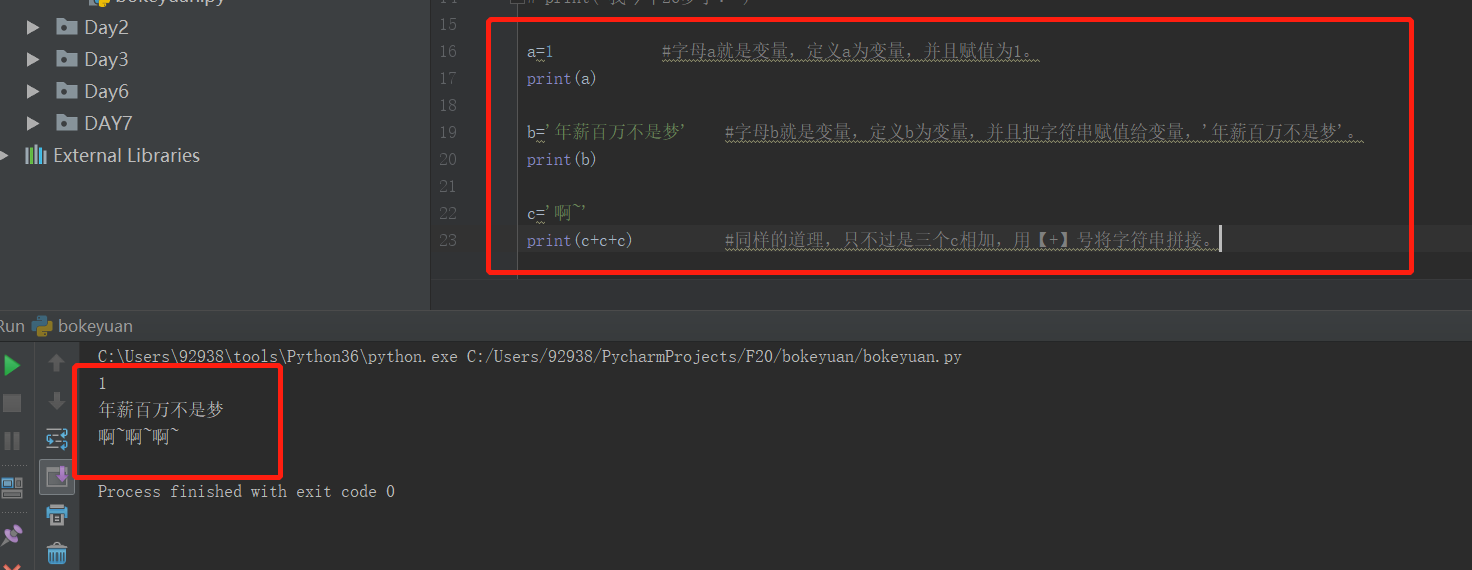 bokeyuan.py
Day2
Day3
Day6
DAY7
External Libraries
15
16 a=1 #字母a就是变量，定义a为变量，并且赋值为1。
17 print(a)
18
19 b='年薪百万不是梦' #字母b就是变量，定义b为变量，并且把字符串赋值给变量，'年薪百万不是梦'。
20 print(b)
21
22 c='啊~'
23 print(c+c+c) #同样的道理，只不过是三个c相加，用【+】号将字符串拼接。
Run bokeyuan
C:\Users\92938\tools\Python36\python.exe C:/Users/92938/PycharmProjects/F20/bokeyuan/bokeyuan.py
1
年薪百万不是梦
啊~啊~啊~
Process finished with exit code 0